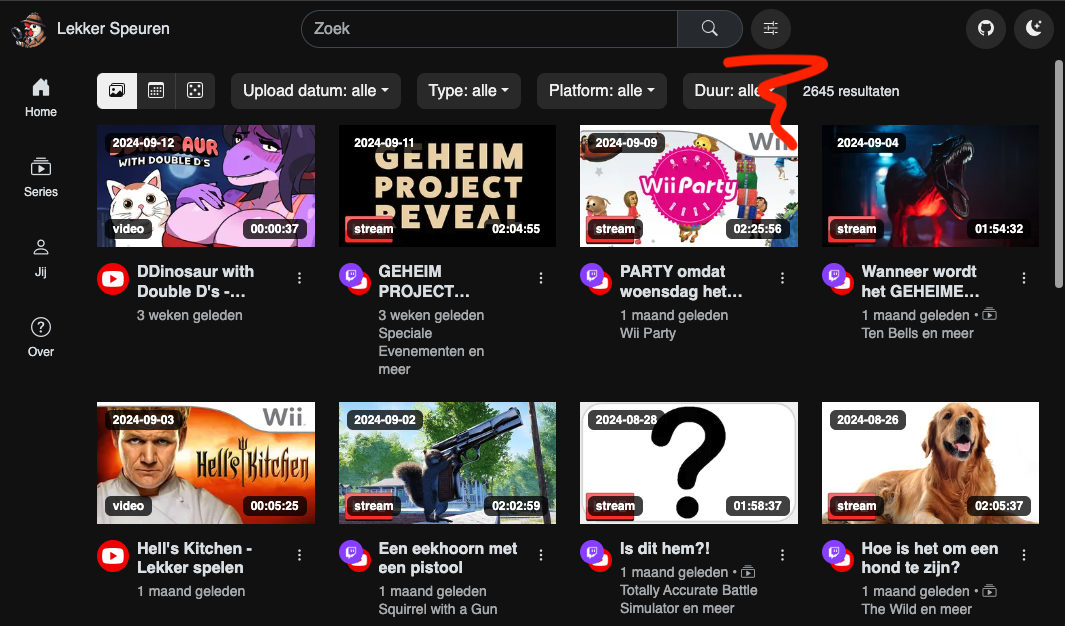 Lekker Speuren
Zoek
Home
Series
Jij
Over
Upload datum: alle
Type: alle
Platform: alle
Duur: alle
2645 resultaten
2024-09-12
DINOSAUR
WITH DOUBLE D'S
video
00:00:37
DDinosaur with
Double D's -...
3 weken geleden
2024-09-11
GEHEIM
PROJECT
REVEAL
stream
02:04:55
GEHEIM
PROJECT...
3 weken geleden
Speciale
Evenementen en
meer
2024-09-09
Wii
Wii Party
stream
02:25:56
PARTY omdat
woensdag het...
1 maand geleden
Wii Party
2024-09-04
stream
01:54:32
Wanneer wordt
het GEHEIME...
1 maand geleden •
Ten Bells en meer
2024-09-03
Wii
Hell's Kitchen
video
00:05:25
Hell's Kitchen -
Lekker spelen
1 maand geleden
2024-09-02
stream
02:02:59
Een eekhoorn met
een pistool
1 maand geleden
Squirrel with a Gun
2024-08-28
?
stream
01:58:37
Is dit hem?!
1 maand geleden •
Totally Accurate Battle
Simulator en meer
2024-08-26
stream
02:05:37
Hoe is het om een
hond te zijn?
1 maand geleden •
The Wild en meer